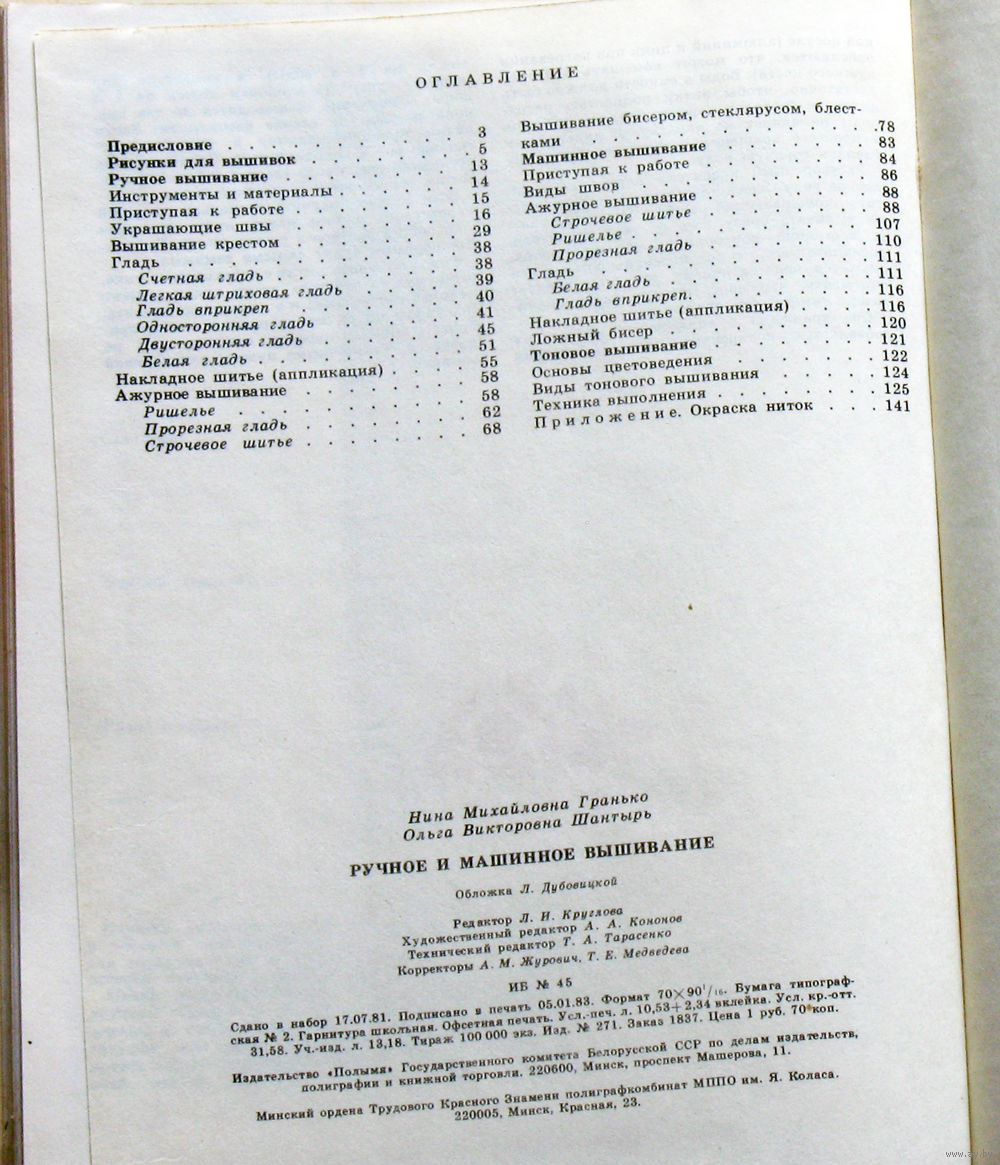 ОГЛАВЛЕНИЕ
Предисловие . . . . . . . . . . 3
Рисунки для вышивок . . . . . . 5
Ручное вышивание . . . . . . . 13
Инструменты и материалы . . . . . 14
Приступая к работе . . . . . . . 15
Украшающие швы . . . . . . . 16
Вышивание крестом . . . . . . . 29
Гладь . . . . . . . . . . 38
Счетная гладь . . . . . . . 38
Легкая штриховая гладь . . . . 39
Гладь вприкреп . . . . . . 40
Односторонняя гладь . . . . . 41
Двусторонняя гладь . . . . . 45
Белая гладь . . . . . . . . 51
Накладное шитье (аппликация) . . . . 55
Ажурное вышивание . . . . . . 58
Ришелье . . . . . . . . 58
Прорезная гладь . . . . . . 62
Строчевое шитье . . . . . . 68
Вышивание бисером, стеклярусом, блест-
ками . . . . . . . . . . . 78
Машинное вышивание . . . . . . 83
Приступая к работе . . . . . . . 84
Виды швов . . . . . . . . . 86
Ажурное вышивание . . . . . . . 88
Строчевое шитье . . . . . . 88
Ришелье . . . . . . . . . 107
Прорезная гладь . . . . . . 110
Гладь . . . . . . . . . . 111
Белая гладь . . . . . . . 111
Гладь вприкреп. . . . . . . 116
Накладное шитье (аппликация) . . . . 116
Ложный бисер . . . . . . . . 120
Тоновое вышивание . . . . . . . 121
Основы цветоведения . . . . . . 122
Виды тонового вышивания . . . . . 124
Техника выполнения . . . . . . . 125
Приложение. Окраска ниток . . . 141
Нина Михайловна Гранько
Ольга Викторовна Шантырь
РУЧНОЕ И МАШИННОЕ ВЫШИВАНИЕ
Обложка Л. Дубовицкой
Редактор Л. И. Круглова
Художественный редактор А. А. Кононов
Технический редактор Т. А. Тарасенко
Корректоры А. М. Журович, Т. Е. Медведева
ИБ № 45
Сдано в набор 17.07.81. Подписано в печать 05.01.83. Формат 70×90¹/₁₆. Бумага типограф-
ская № 2. Гарнитура школьная. Офсетная печать. Усл.-печ. л. 10,53+2,34 вклейка. Усл. кр.-отт.
31,58. Уч.-изд. л. 13,18. Тираж 100 000 экз. Изд. № 271. Заказ 1837. Цена 1 руб. 70 коп.
Издательство «Полымя» Государственного комитета Белорусской ССР по делам издательств,
полиграфии и книжной торговли. 220600, Минск, проспект Машерова, 11.
Минский ордена Трудового Красного Знамени полиграфкомбинат МППО им. Я. Коласа.
220005, Минск, Красная, 23.
www.ay.by